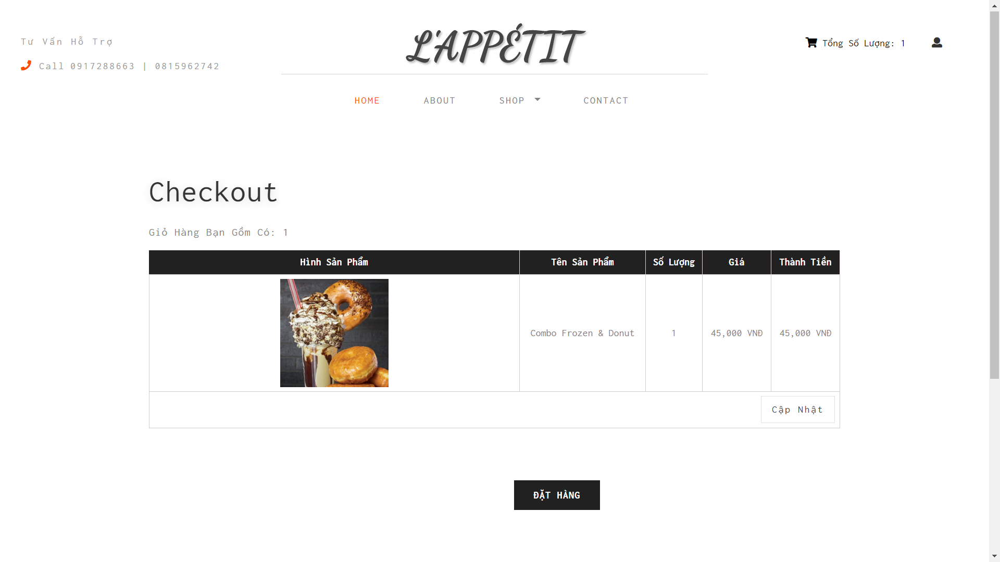 Tư Vấn Hỗ Trợ
Call 0917288663 | 0815962742
L'APPÉTIT
Tổng Số Lượng: 1
HOME ABOUT SHOP CONTACT
Checkout
Giỏ Hàng Bạn Gồm Có: 1
Hình Sản Phẩm Tên Sản Phẩm Số Lượng Giá Thành Tiền
Combo Frozen & Donut 1 45,000 VNĐ 45,000 VNĐ
Cập Nhật
ĐẶT HÀNG